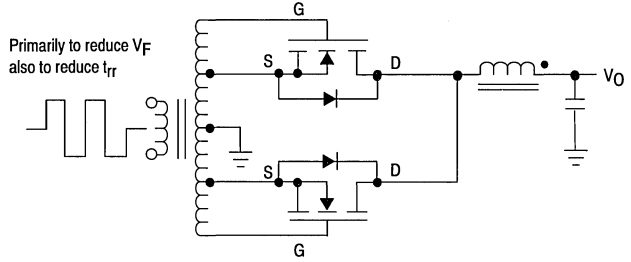 G
Primarily to reduce VF
also to reduce trr
S
D
VO
S
D
G